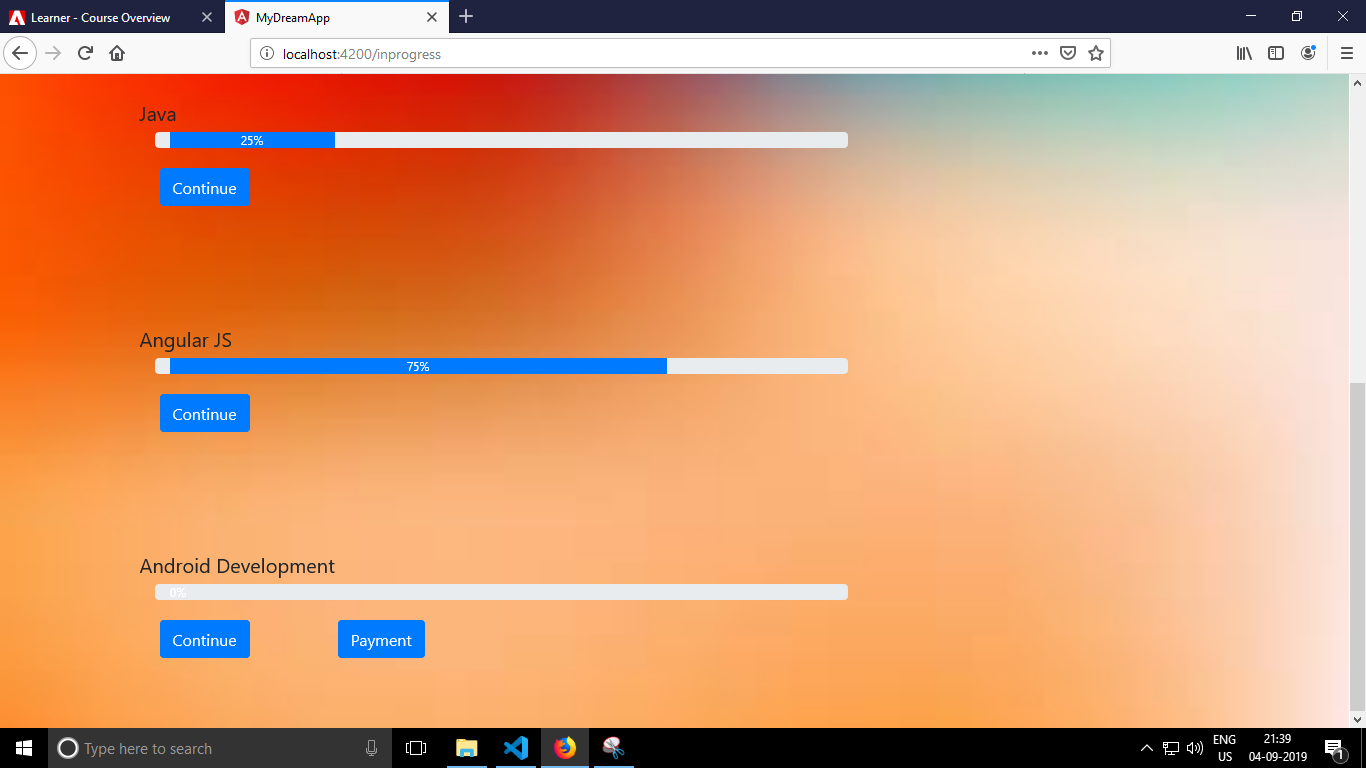 Learner - Course Overview
MyDreamApp
localhost:4200/inprogress
Java
25%
Continue
Angular JS
75%
Continue
Android Development
0%
Continue
Payment
Type here to search
ENG
US
21:39
04-09-2019
1